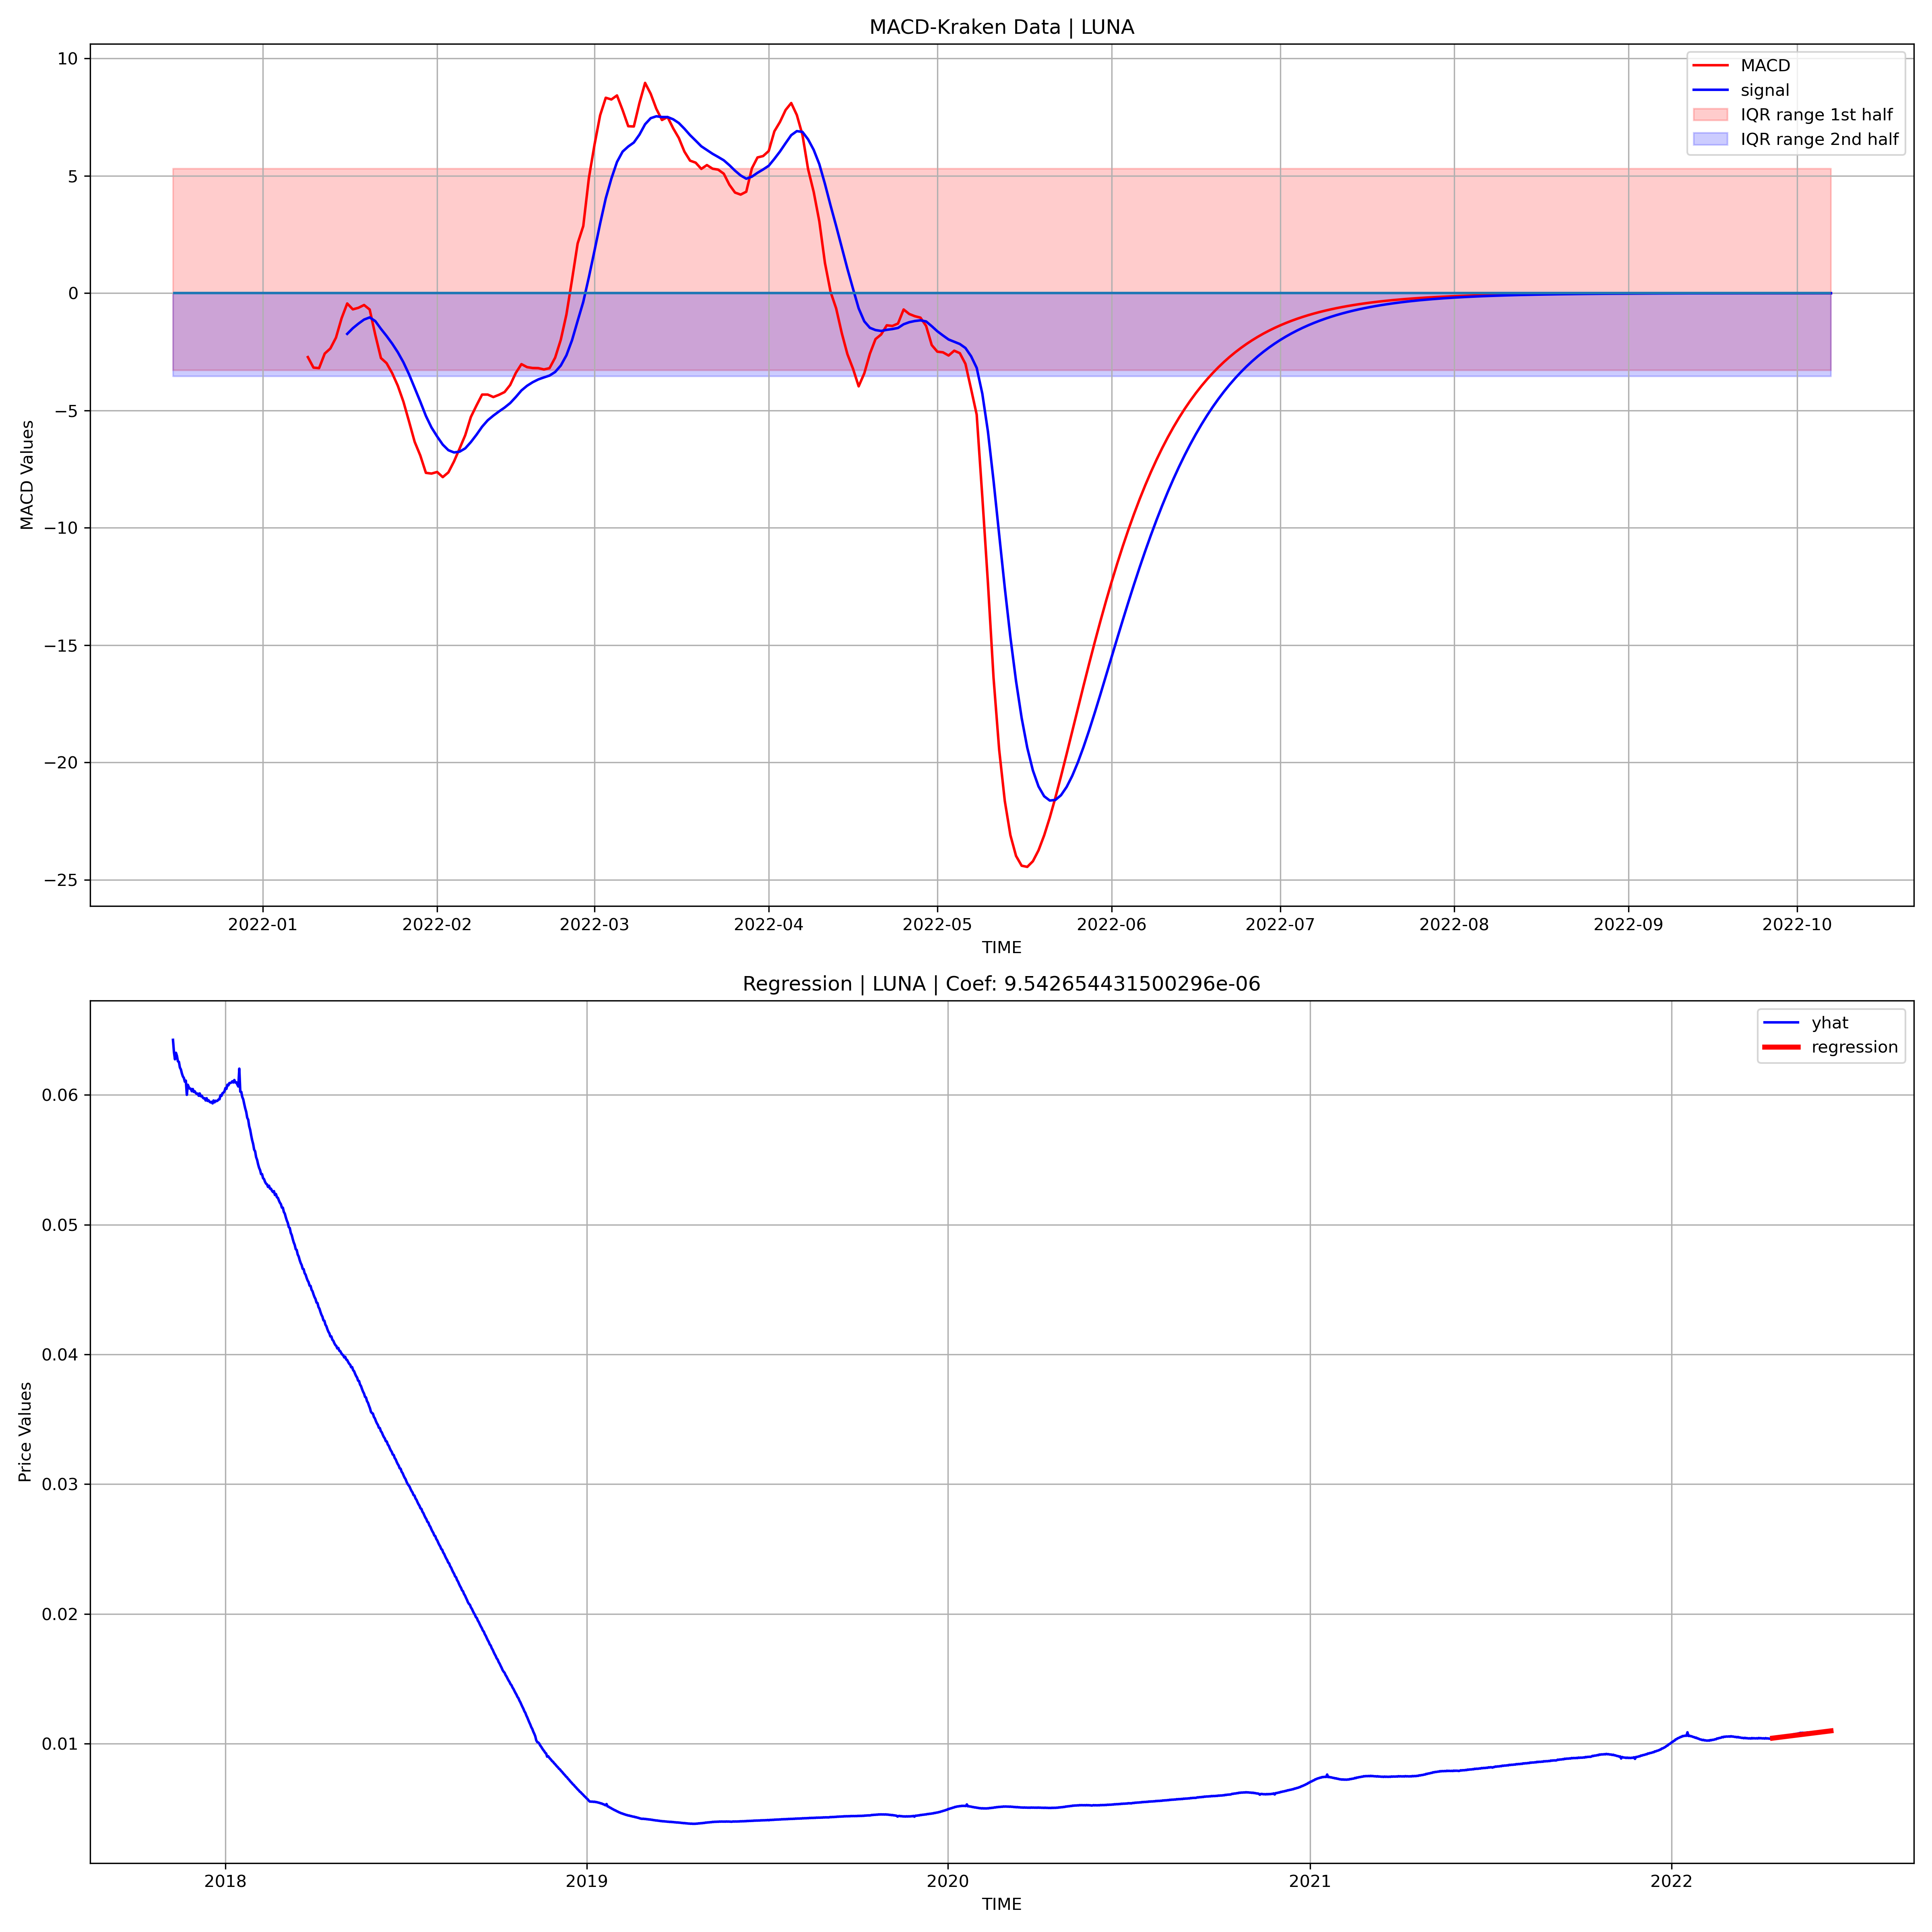 MACD-Kraken Data | LUNA
10
5
0
−5
−10
−15
−20
−25
MACD Values
MACD
signal
IQR range 1st half
IQR range 2nd half
2022-01
2022-02
2022-03
2022-04
2022-05
2022-06
2022-07
2022-08
2022-09
2022-10
TIME
Regression | LUNA | Coef: 9.542654431500296e-06
0.06
0.05
0.04
0.03
0.02
0.01
Price Values
yhat
regression
2018
2019
2020
2021
2022
TIME